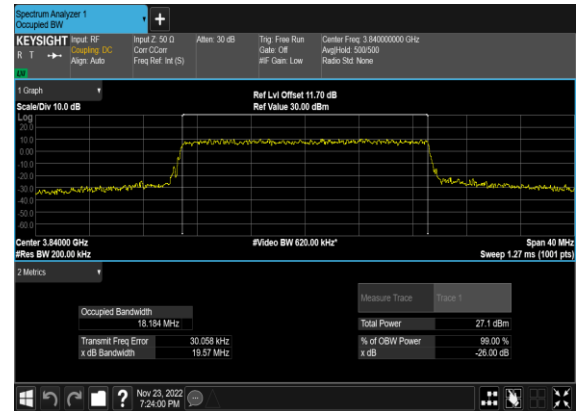 Spectrum Analyzer 1
Occupied BW
+
KEYSIGHT Input: RF Input Z: 50 Ω Atten: 30 dB Trig: Free Run Center Freq: 3.840000000 GHz
R T Coupling: DC Corr CCorr Gate: Off Avg|Hold: 500/500
Align: Auto Freq Ref: Int (S) #IF Gain: Low Radio Std: None
1 Graph
Ref Lvl Offset 11.70 dB
Scale/Div 10.0 dB Ref Value 30.00 dBm
Log
20.0
10.0
0.00
-10.0
-20.0
-30.0
-40.0
-50.0
-60.0
Center 3.84000 GHz #Video BW 620.00 kHz* Span 40 MHz
#Res BW 200.00 kHz Sweep 1.27 ms (1001 pts)
2 Metrics
Measure Trace Trace 1
Occupied Bandwidth
18.184 MHz Total Power 27.1 dBm
Transmit Freq Error 30.058 kHz % of OBW Power 99.00 %
x dB Bandwidth 19.57 MHz x dB -26.00 dB
? Nov 23, 2022
7:24:00 PM